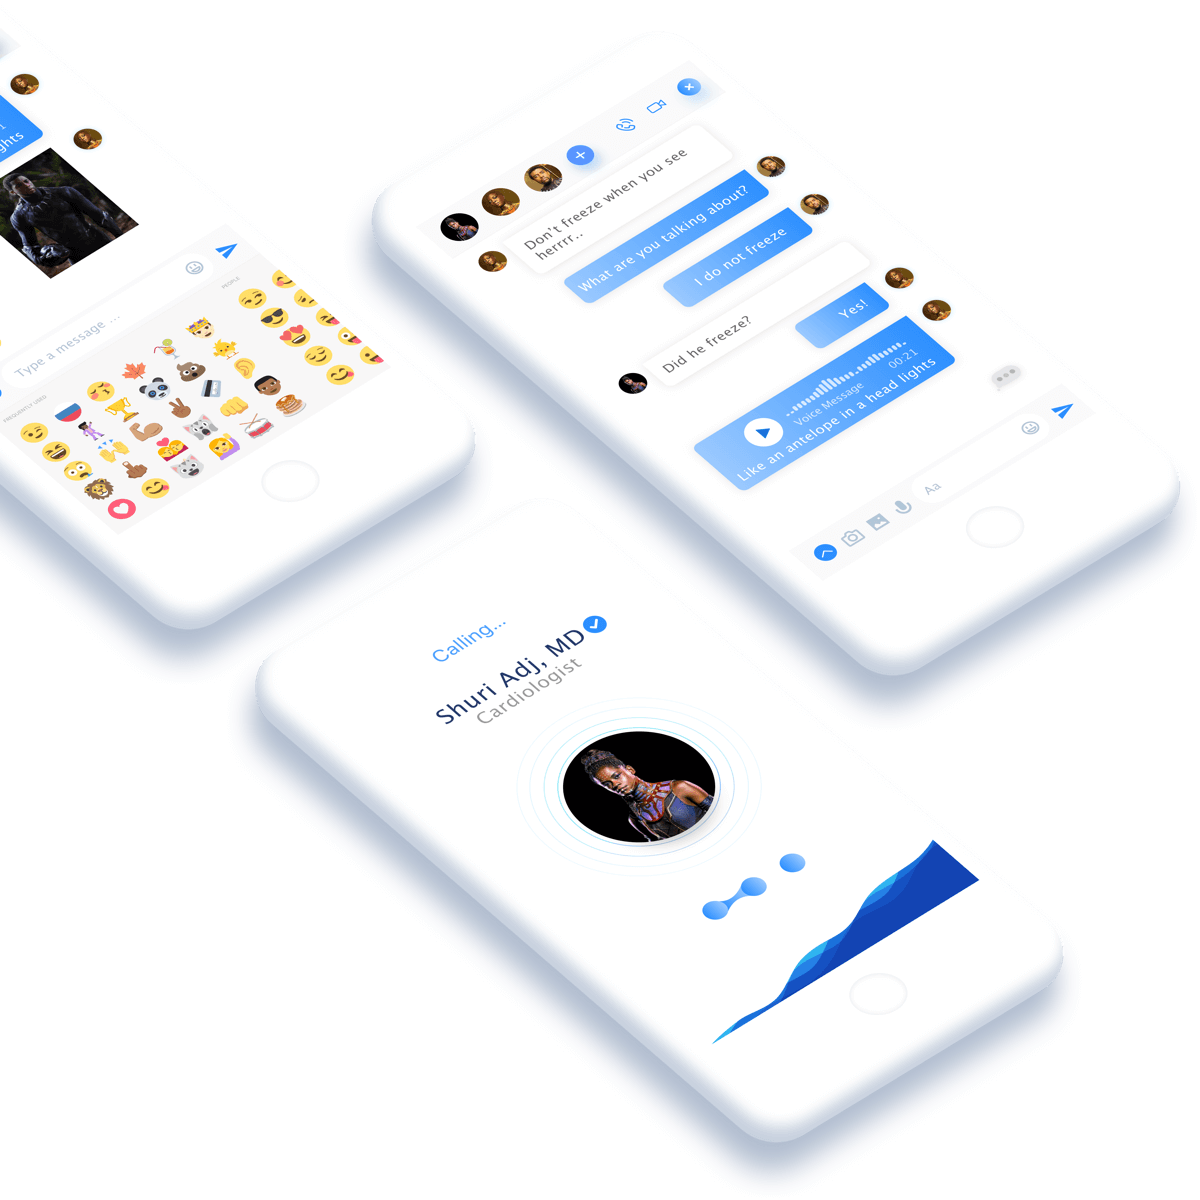 1
ghts
Type a message ...
FREQUENTLY USED
PEOPLE
Don't freeze when you see
herrrr..
What are you talking about?
I do not freeze
Did he freeze?
Yes!
Voice Message
00:21
Like an antelope in a head lights
Aa
Calling...
Shuri Adj, MD
Cardiologist